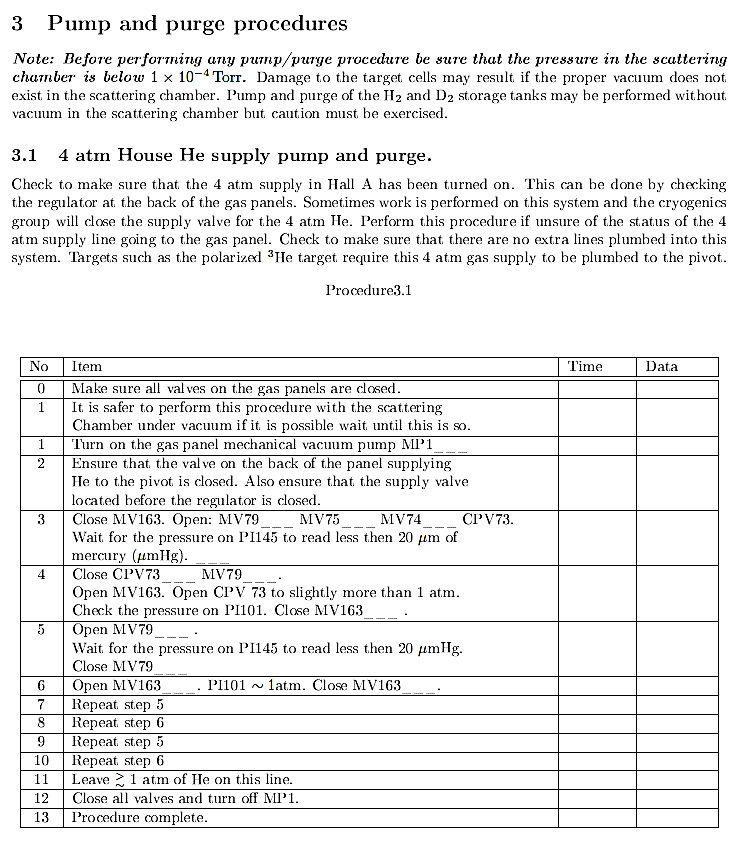 3 Pump and purge procedures
Note: Before performing any pump/purge procedure be sure that the pressure in the scattering
chamber is below 1 × 10⁻⁴ Torr. Damage to the target cells may result if the proper vacuum does not
exist in the scattering chamber. Pump and purge of the H₂ and D₂ storage tanks may be performed without
vacuum in the scattering chamber but caution must be exercised.
3.1 4 atm House He supply pump and purge.
Check to make sure that the 4 atm supply in Hall A has been turned on. This can be done by checking
the regulator at the back of the gas panels. Sometimes work is performed on this system and the cryogenics
group will close the supply valve for the 4 atm He. Perform this procedure if unsure of the status of the 4
atm supply line going to the gas panel. Check to make sure that there are no extra lines plumbed into this
system. Targets such as the polarized ³He target require this 4 atm gas supply to be plumbed to the pivot.
Procedure3.1
No Item Time Data
0 Make sure all valves on the gas panels are closed.
1 It is safer to perform this procedure with the scattering
Chamber under vacuum if it is possible wait until this is so.
1 Turn on the gas panel mechanical vacuum pump MP1___
2 Ensure that the valve on the back of the panel supplying
He to the pivot is closed. Also ensure that the supply valve
located before the regulator is closed.
3 Close MV163. Open: MV79___ MV75___ MV74___ CPV73.
Wait for the pressure on PI145 to read less then 20 μm of
mercury (μmHg). ___
4 Close CPV73___ MV79___.
Open MV163. Open CPV 73 to slightly more than 1 atm.
Check the pressure on PI101. Close MV163___ .
5 Open MV79___ .
Wait for the pressure on PI145 to read less then 20 μmHg.
Close MV79___
6 Open MV163___. PI101 ∼ 1atm. Close MV163___.
7 Repeat step 5
8 Repeat step 6
9 Repeat step 5
10 Repeat step 6
11 Leave ≳ 1 atm of He on this line.
12 Close all valves and turn off MP1.
13 Procedure complete.